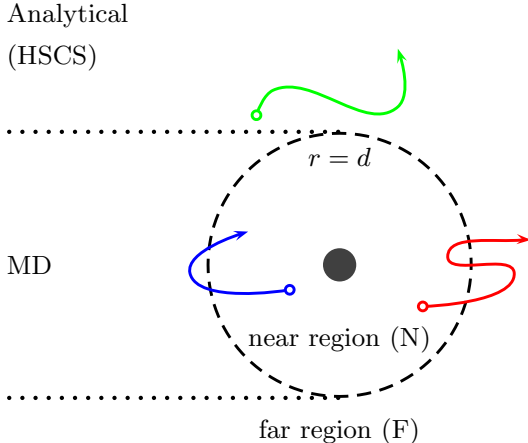 Analytical
(HSCS)
r = d
MD
near region (N)
far region (F)